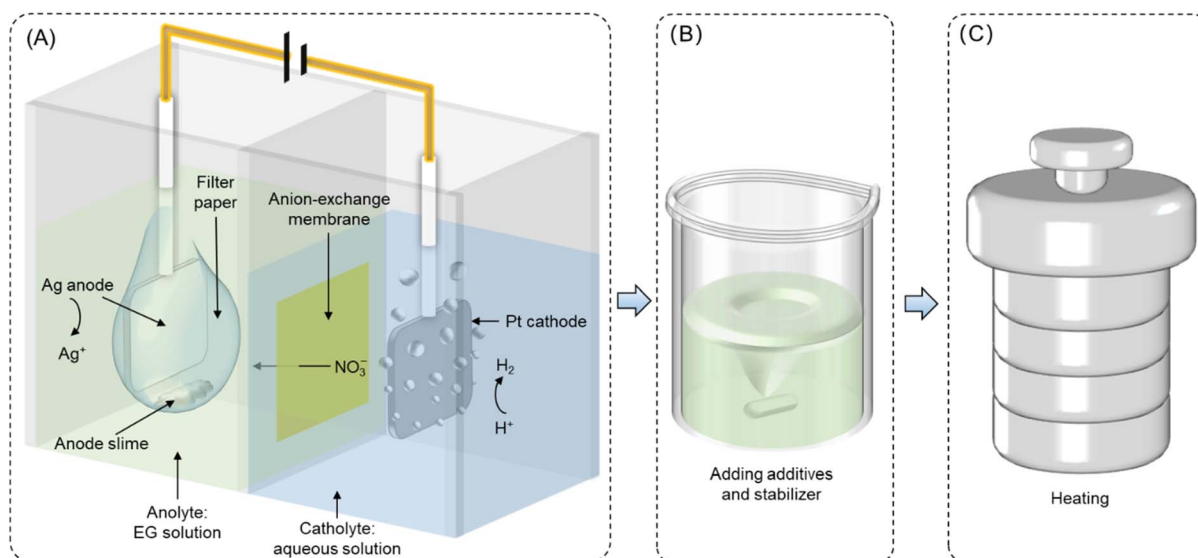 (A)
Filter
paper
Anion-exchange
membrane
Ag anode
Ag⁺
Pt cathode
NO₃⁻
H₂
H⁺
Anode slime
Anolyte:
EG solution
Catholyte:
aqueous solution
(B)
Adding additives
and stabilizer
(C)
Heating